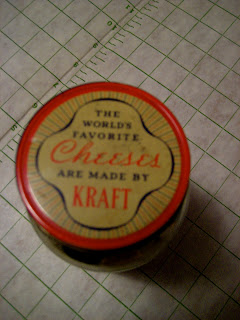 THE
WORLD'S
FAVORITE
Cheeses
ARE MADE BY
KRAFT